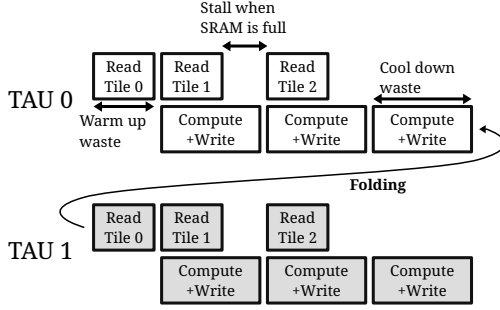 Stall when
SRAM is full
Read
Tile 0
Read
Tile 1
Read
Tile 2
Cool down
waste
TAU 0
Warm up
waste
Compute
+Write
Compute
+Write
Compute
+Write
Folding
TAU 1
Read
Tile 0
Read
Tile 1
Read
Tile 2
Compute
+Write
Compute
+Write
Compute
+Write